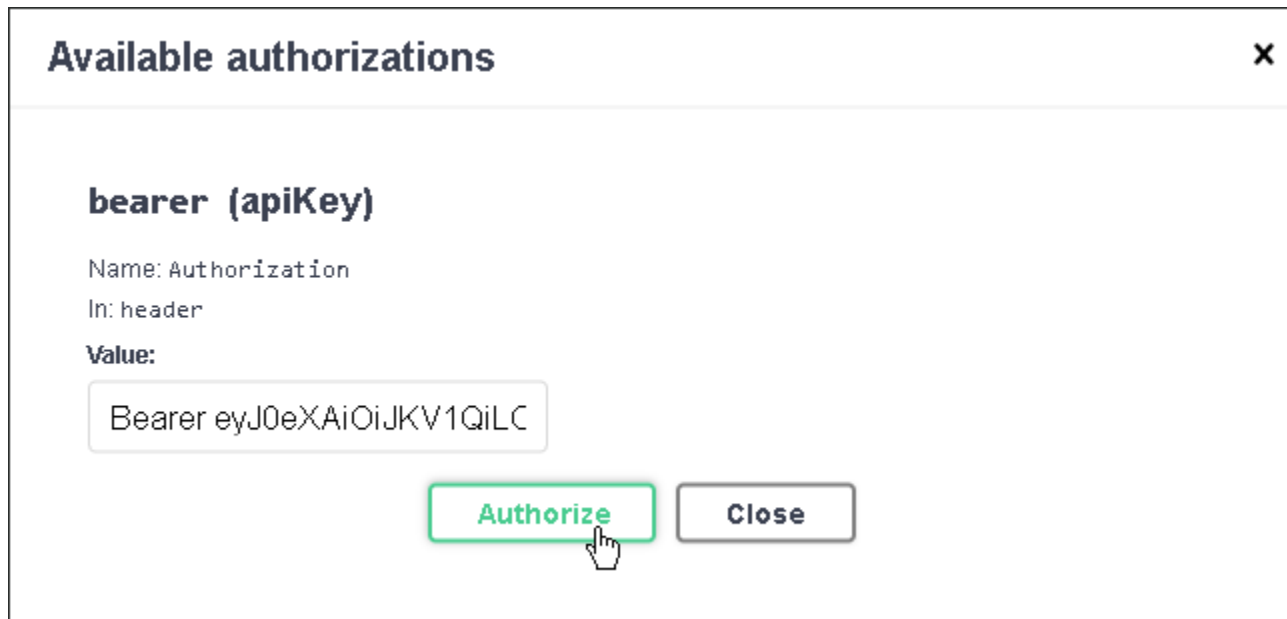 Available authorizations ×
bearer (apiKey)
Name: Authorization
In: header
Value:
Bearer eyJ0eXAiOiJKV1QiLC
Authorize Close